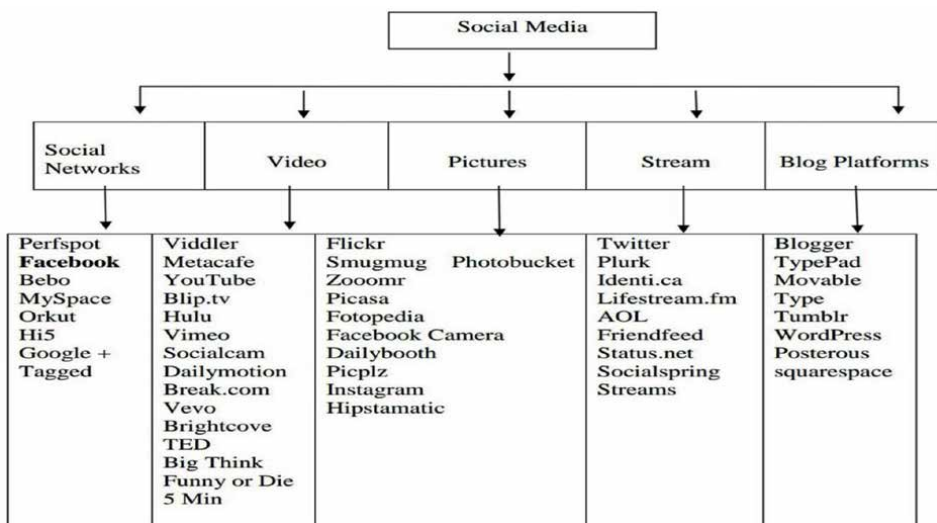 Social Media
Social
Networks
Video
Pictures
Stream
Blog Platforms
Perfspot
Facebook
Bebo
MySpace
Orkut
Hi5
Google +
Tagged
Viddler
Metacafe
YouTube
Blip.tv
Hulu
Vimeo
Socialcam
Dailymotion
Break.com
Vevo
Brightcove
TED
Big Think
Funny or Die
5 Min
Flickr
Smugmug Photobucket
Zooomr
Picasa
Fotopedia
Facebook Camera
Dailybooth
Picplz
Instagram
Hipstamatic
Twitter
Plurk
Identi.ca
Lifestream.fm
AOL
Friendfeed
Status.net
Socialspring
Streams
Blogger
TypePad
Movable
Type
Tumblr
WordPress
Posterous
squarespace